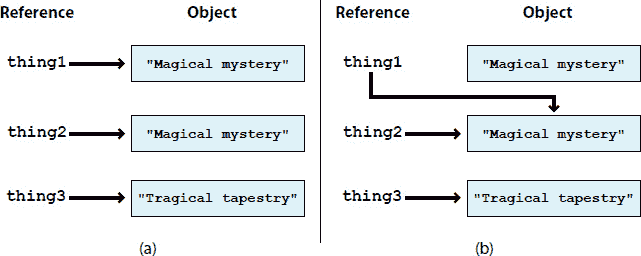 Reference Object
thing1 "Magical mystery"
thing2 "Magical mystery"
thing3 "Tragical tapestry"
(a)
Reference Object
thing1 "Magical mystery"
thing2 "Magical mystery"
thing3 "Tragical tapestry"
(b)